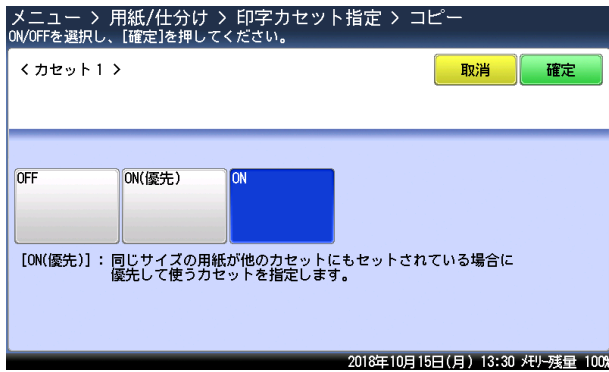 メニュー > 用紙/仕分け > 印字カセット指定 > コピー
ON/OFFを選択し、[確定]を押してください。
<カセット1>
取消
確定
OFF
ON(優先)
ON
[ON(優先)]:同じサイズの用紙が他のカセットにもセットされている場合に
優先して使うカセットを指定します。
2018年10月15日(月) 13:30 メモリー残量 100%